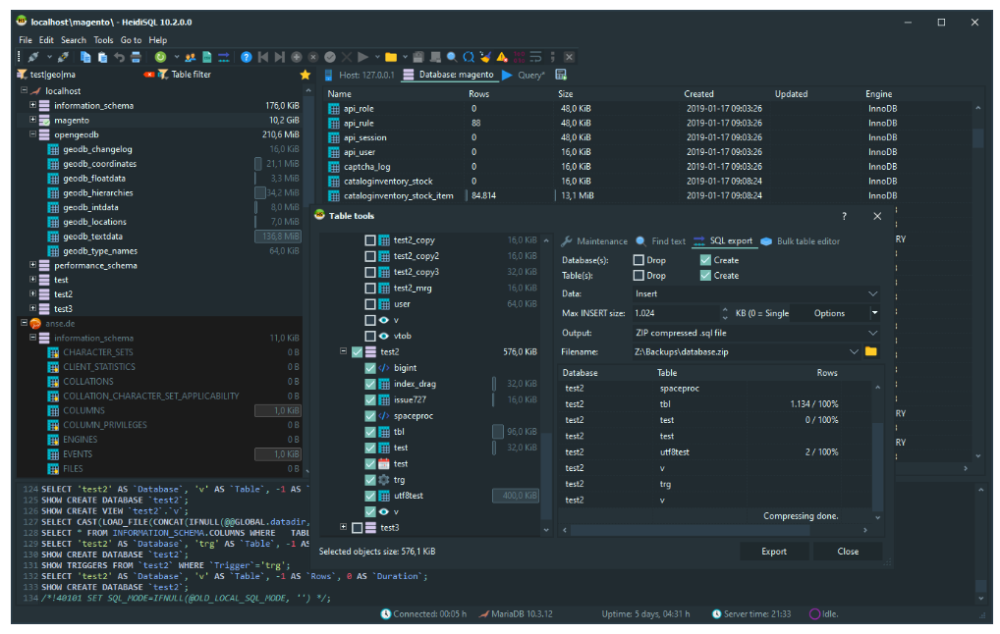 localhost\magento\ - HeidiSQL 10.2.0.0
File Edit Search Tools Go to Help
test|geo|ma
Table filter
Host: 127.0.0.1 Database: magento Query*
localhost
information_schema 176,0 KiB
magento 10,2 GiB
opengeodb 210,6 MiB
geodb_changelog 16,0 KiB
geodb_coordinates 21,1 MiB
geodb_floatdata 3,3 MiB
geodb_hierarchies 34,2 MiB
geodb_intdata 8,0 MiB
geodb_locations 7,0 MiB
geodb_textdata 136,8 MiB
geodb_type_names 64,0 KiB
performance_schema
test
test2
test3
anse.de
information_schema 11,0 KiB
CHARACTER_SETS 0 B
CLIENT_STATISTICS 0 B
COLLATIONS 0 B
COLLATION_CHARACTER_SET_APPLICABILITY 0 B
COLUMNS 1,0 KiB
COLUMN_PRIVILEGES 0 B
ENGINES 0 B
EVENTS 1,0 KiB
FILES 0 B
Name Rows Size Created Updated Engine
api_role 0 48,0 KiB 2019-01-17 09:03:26 InnoDB
api_rule 88 48,0 KiB 2019-01-17 09:03:26 InnoDB
api_session 0 48,0 KiB 2019-01-17 09:03:26 InnoDB
api_user 0 16,0 KiB 2019-01-17 09:03:26 InnoDB
captcha_log 0 16,0 KiB 2019-01-17 09:03:26 InnoDB
cataloginventory_stock 0 16,0 KiB 2019-01-17 09:08:24 InnoDB
cataloginventory_stock_item 84.814 13,1 MiB 2019-01-17 09:08:24 InnoDB
RY
RY
RY
Table tools ?
test2_copy 16,0 KiB
test2_copy2 16,0 KiB
test2_copy3 32,0 KiB
test2_mrg 16,0 KiB
user 64,0 KiB
v
vtob
test2 576,0 KiB
bigint
index_drag 32,0 KiB
issue727 16,0 KiB
spaceproc
tbl 96,0 KiB
test 32,0 KiB
test
trg
utf8test 400,0 KiB
v
test3
Maintenance Find text SQL export Bulk table editor
Database(s): Drop Create
Table(s): Drop Create
Data: Insert
Max INSERT size: 1.024 KB (0 = Single Options
Output: ZIP compressed .sql file
Filename: Z:\Backups\database.zip
Database Table Rows
test2 spaceproc
test2 tbl 1.134 / 100%
test2 test 0 / 100%
test2 test
test2 utf8test 2 / 100%
test2 v
test2 trg
test2 v
Compressing done.
Selected objects size: 576,1 KiB
Export Close
124 SELECT 'test2' AS `Database`, 'v' AS `Table`, -1 AS `
125 SHOW CREATE DATABASE `test2`;
126 SHOW CREATE VIEW `test2`.`v`;
127 SELECT CAST(LOAD_FILE(CONCAT(IFNULL(@@GLOBAL.datadir,
128 SELECT * FROM INFORMATION_SCHEMA.COLUMNS WHERE TABL
129 SELECT 'test2' AS `Database`, 'trg' AS `Table`, -1 AS
130 SHOW CREATE DATABASE `test2`;
131 SHOW TRIGGERS FROM `test2` WHERE `Trigger`='trg';
132 SELECT 'test2' AS `Database`, 'v' AS `Table`, -1 AS `Rows`, 0 AS `Duration`;
133 SHOW CREATE DATABASE `test2`;
134 /*!40101 SET SQL_MODE=IFNULL(@OLD_LOCAL_SQL_MODE, '') */;
Connected: 00:05 h MariaDB 10.3.12 Uptime: 5 days, 04:31 h Server time: 21:33 Idle.